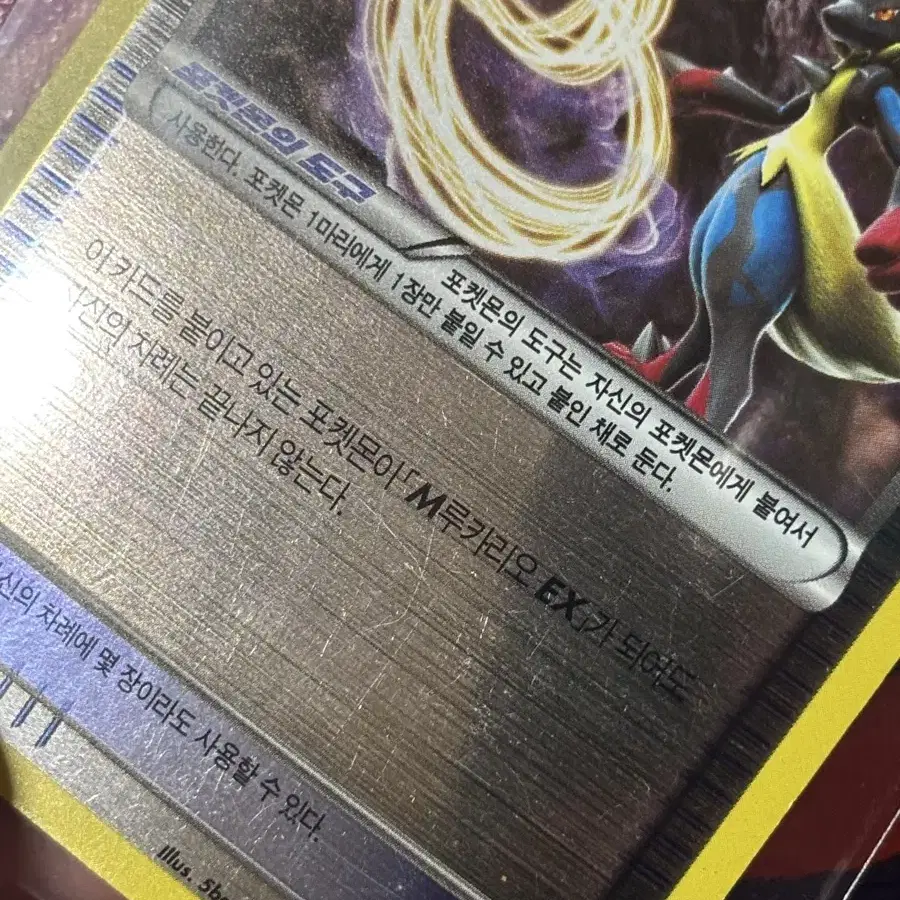 포켓몬의 도구
포켓몬의 도구는 자신의 포켓몬에게 붙여서
사용한다. 포켓몬 1마리에게 1장만 붙일 수 있고 붙인 채로 둔다.
이 카드를 붙이고 있는 포켓몬이 「M루카리오 EX」가 되어도
자신의 차례는 끝나지 않는다.
신의 차례에 몇 장이라도 사용할 수 있다.
Illus. 5b